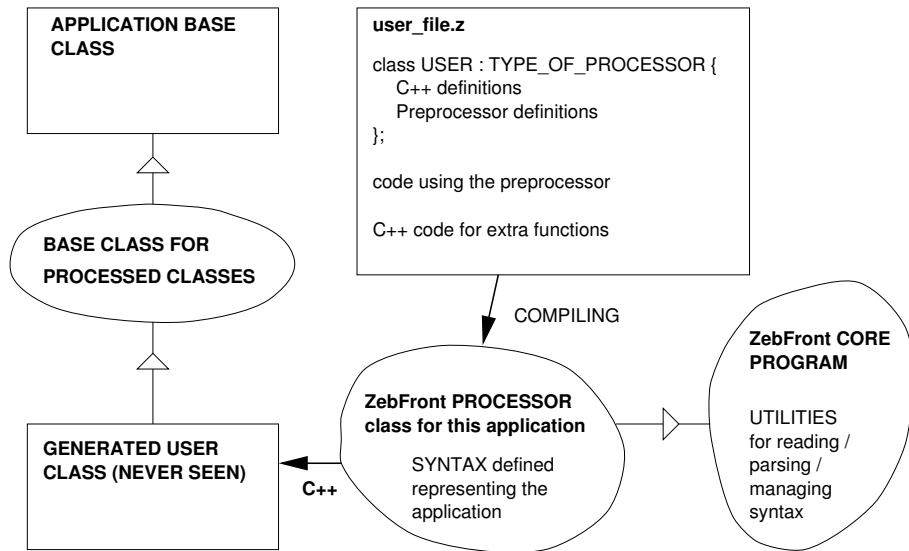 APPLICATION BASE
CLASS
user_file.z
class USER : TYPE_OF_PROCESSOR {
C++ definitions
Preprocessor definitions
};
code using the preprocessor
C++ code for extra functions
BASE CLASS FOR
PROCESSED CLASSES
COMPILING
ZebFront CORE
PROGRAM
UTILITIES
for reading /
parsing /
managing
syntax
ZebFront PROCESSOR
class for this application
SYNTAX defined
representing the
application
GENERATED USER
CLASS (NEVER SEEN)
C++